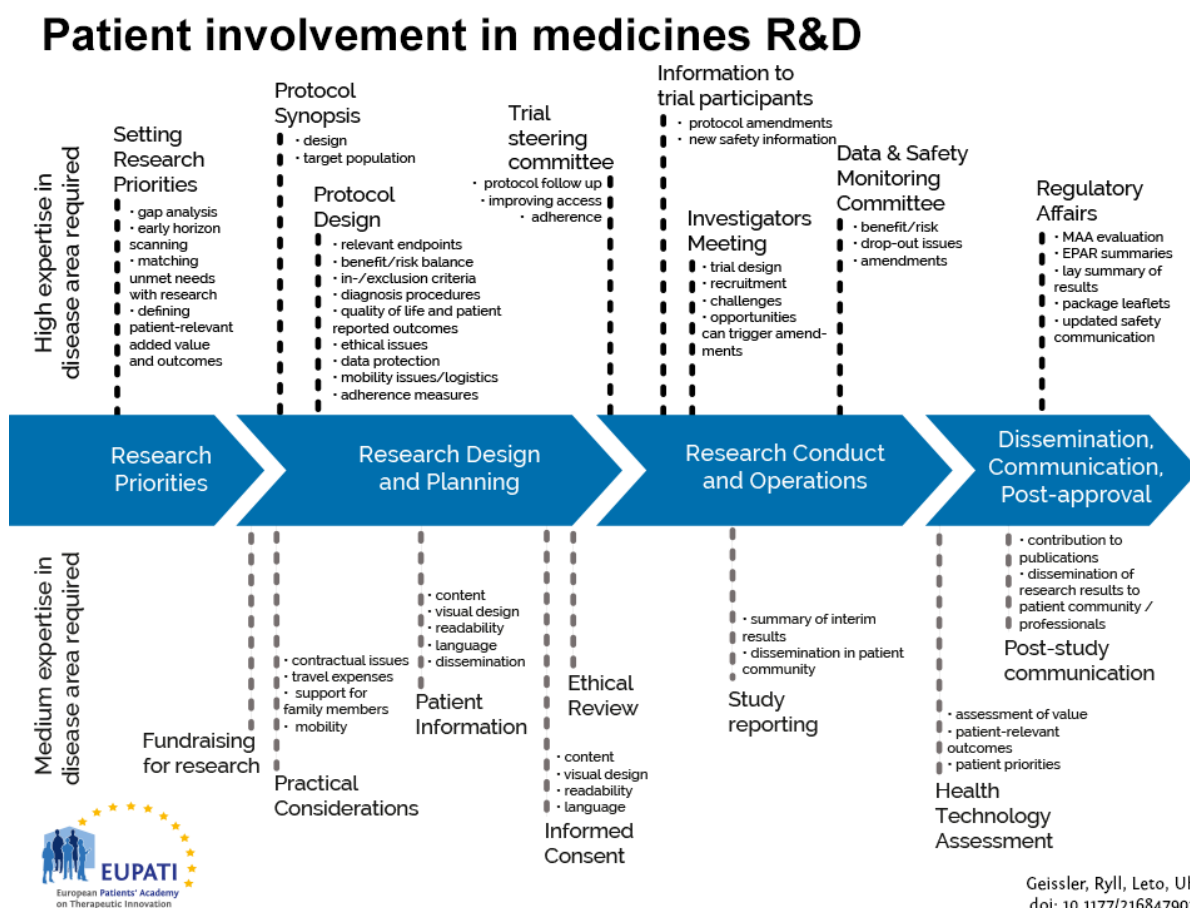 Patient involvement in medicines R&D
High expertise in
disease area required
Setting
Research
Priorities
· gap analysis
· early horizon
scanning
· matching
unmet needs
with research
· defining
patient-relevant
added value
and outcomes
Protocol
Synopsis
· design
· target population
Protocol
Design
· relevant endpoints
· benefit/risk balance
· in-/exclusion criteria
· diagnosis procedures
· quality of life and patient
reported outcomes
· ethical issues
· data protection
· mobility issues/logistics
· adherence measures
Trial
steering
committee
· protocol follow up
· improving access
· adherence
Information to
trial participants
· protocol amendments
· new safety information
Investigators
Meeting
· trial design
· recruitment
· challenges
· opportunities
can trigger amend-
ments
Data & Safety
Monitoring
Committee
· benefit/risk
· drop-out issues
· amendments
Regulatory
Affairs
· MAA evaluation
· EPAR summaries
· lay summary of
results
· package leaflets
· updated safety
communication
Research
Priorities
Research Design
and Planning
Research Conduct
and Operations
Dissemination,
Communication,
Post-approval
Medium expertise in
disease area required
Fundraising
for research
· contractual issues
· travel expenses
· support for
family members
· mobility
Practical
Considerations
· content
· visual design
· readability
· language
· dissemination
Patient
Information
Ethical
Review
· content
· visual design
· readability
· language
Informed
Consent
· summary of interim
results
· dissemination in patient
community
Study
reporting
· contribution to
publications
· dissemination of
research results to
patient community /
professionals
Post-study
communication
· assessment of value
· patient-relevant
outcomes
· patient priorities
Health
Technology
Assessment
EUPATI
European Patients' Academy
on Therapeutic Innovation
Geissler, Ryll, Leto,
doi: